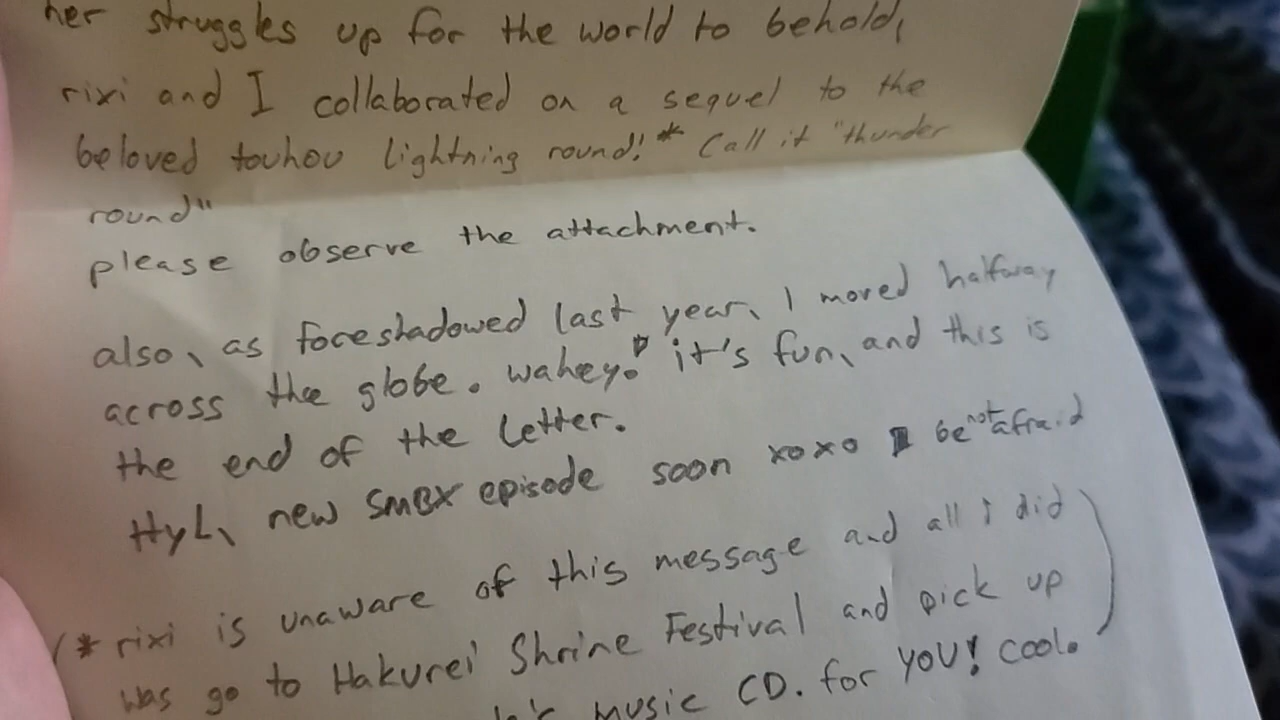 her struggles up for the world to behold,
rixi and I collaborated on a sequel to the
beloved touhou lightning round!* Call it "thunder
round"
please observe the attachment.
also, as foreshadowed last year, I moved halfway
across the globe. wahey! it's fun, and this is
the end of the letter.
HyL, new SMBX episode soon xoxo be not afraid
(* rixi is unaware of this message and all i did
was go to Hakurei Shrine Festival and pick up
music CD. for YOU! cool.)